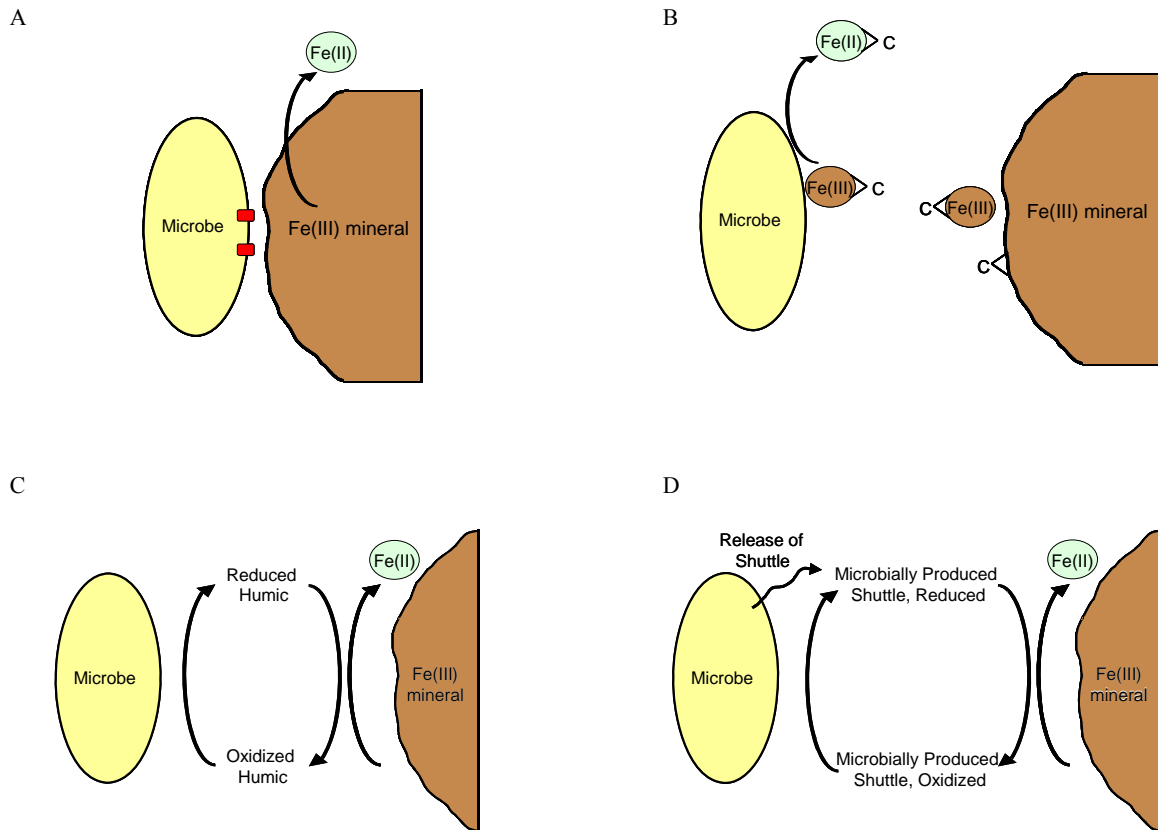 A
Fe(II)
Microbe
Fe(III) mineral
B
Fe(II)
C
Fe(III)
C
C
Fe(III)
C
Microbe
Fe(III) mineral
C
Reduced
Humic
Fe(II)
Microbe
Fe(III)
mineral
Oxidized
Humic
D
Release of
Shuttle
Microbially Produced
Shuttle, Reduced
Fe(II)
Microbe
Fe(III)
mineral
Microbially Produced
Shuttle, Oxidized